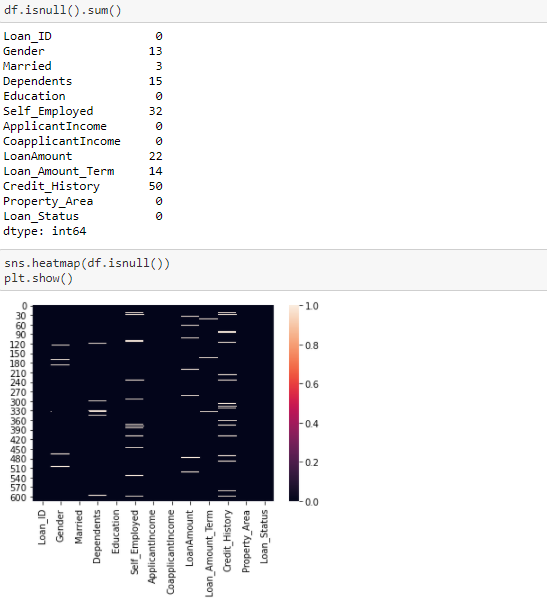 df.isnull().sum()
Loan_ID 0
Gender 13
Married 3
Dependents 15
Education 0
Self_Employed 32
ApplicantIncome 0
CoapplicantIncome 0
LoanAmount 22
Loan_Amount_Term 14
Credit_History 50
Property_Area 0
Loan_Status 0
dtype: int64
sns.heatmap(df.isnull())
plt.show()
0
30
60
90
120
150
180
210
240
270
300
330
360
390
420
450
480
510
540
570
600
1.0
0.8
0.6
0.4
0.2
0.0
Loan_ID
Gender
Married
Dependents
Education
Self_Employed
ApplicantIncome
CoapplicantIncome
LoanAmount
Loan_Amount_Term
Credit_History
Property_Area
Loan_Status